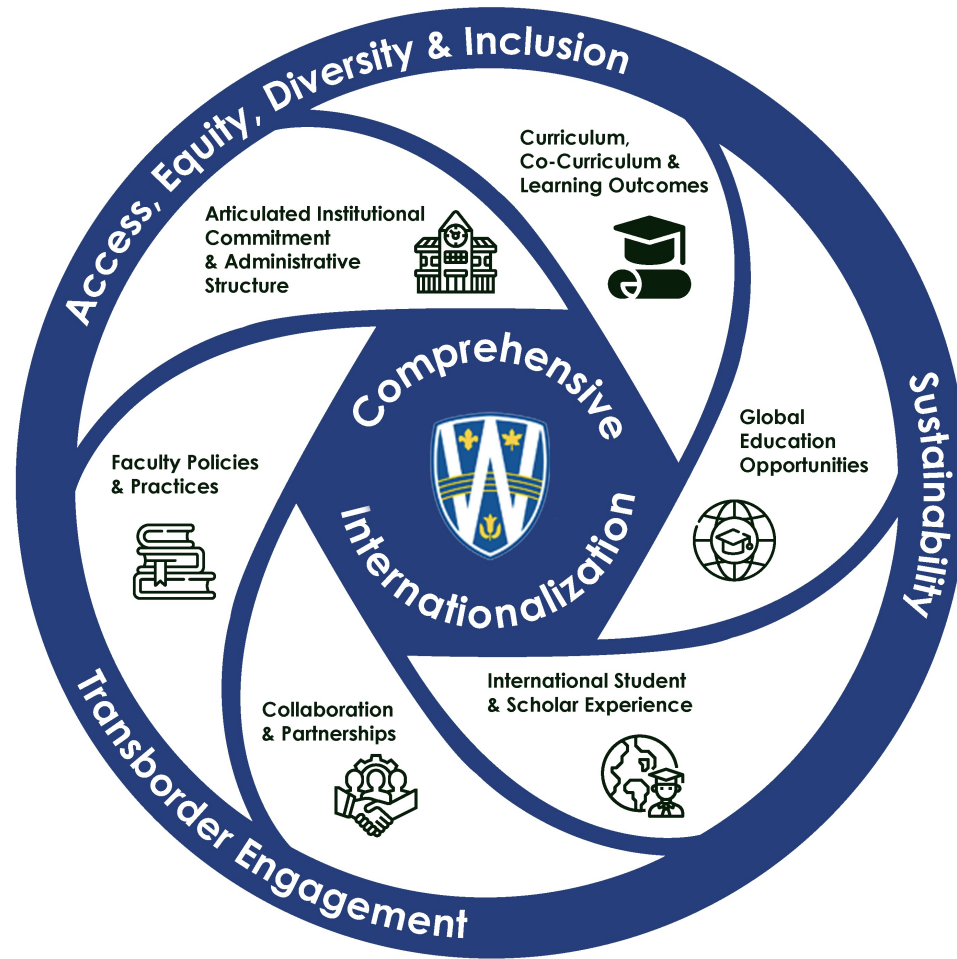 Access, Equity, Diversity & Inclusion
Curriculum,
Co-Curriculum &
Learning Outcomes
Articulated Institutional
Commitment
& Administrative
Structure
Comprehensive
Internationalization
Global
Education
Opportunities
Sustainability
Faculty Policies
& Practices
International Student
& Scholar Experience
Collaboration
& Partnerships
Transborder Engagement